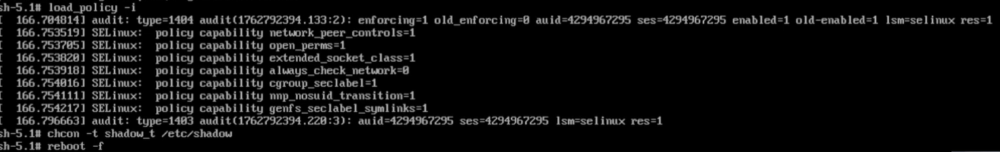 sh-5.1# load_policy -i
[  166.704814] audit: type=1404 audit(1762792394.133:2): enforcing=1 old_enforcing=0 auid=4294967295 ses=4294967295 enabled=1 old-enabled=1 lsm=selinux res=1
[  166.753519] SELinux:  policy capability network_peer_controls=1
[  166.753705] SELinux:  policy capability open_perms=1
[  166.753820] SELinux:  policy capability extended_socket_class=1
[  166.753918] SELinux:  policy capability always_check_network=0
[  166.754016] SELinux:  policy capability cgroup_seclabel=1
[  166.754111] SELinux:  policy capability nnp_nosuid_transition=1
[  166.754217] SELinux:  policy capability genfs_seclabel_symlinks=1
[  166.796663] audit: type=1403 audit(1762792394.220:3): auid=4294967295 ses=4294967295 lsm=selinux res=1
sh-5.1# chcon -t shadow_t /etc/shadow
sh-5.1# reboot -f